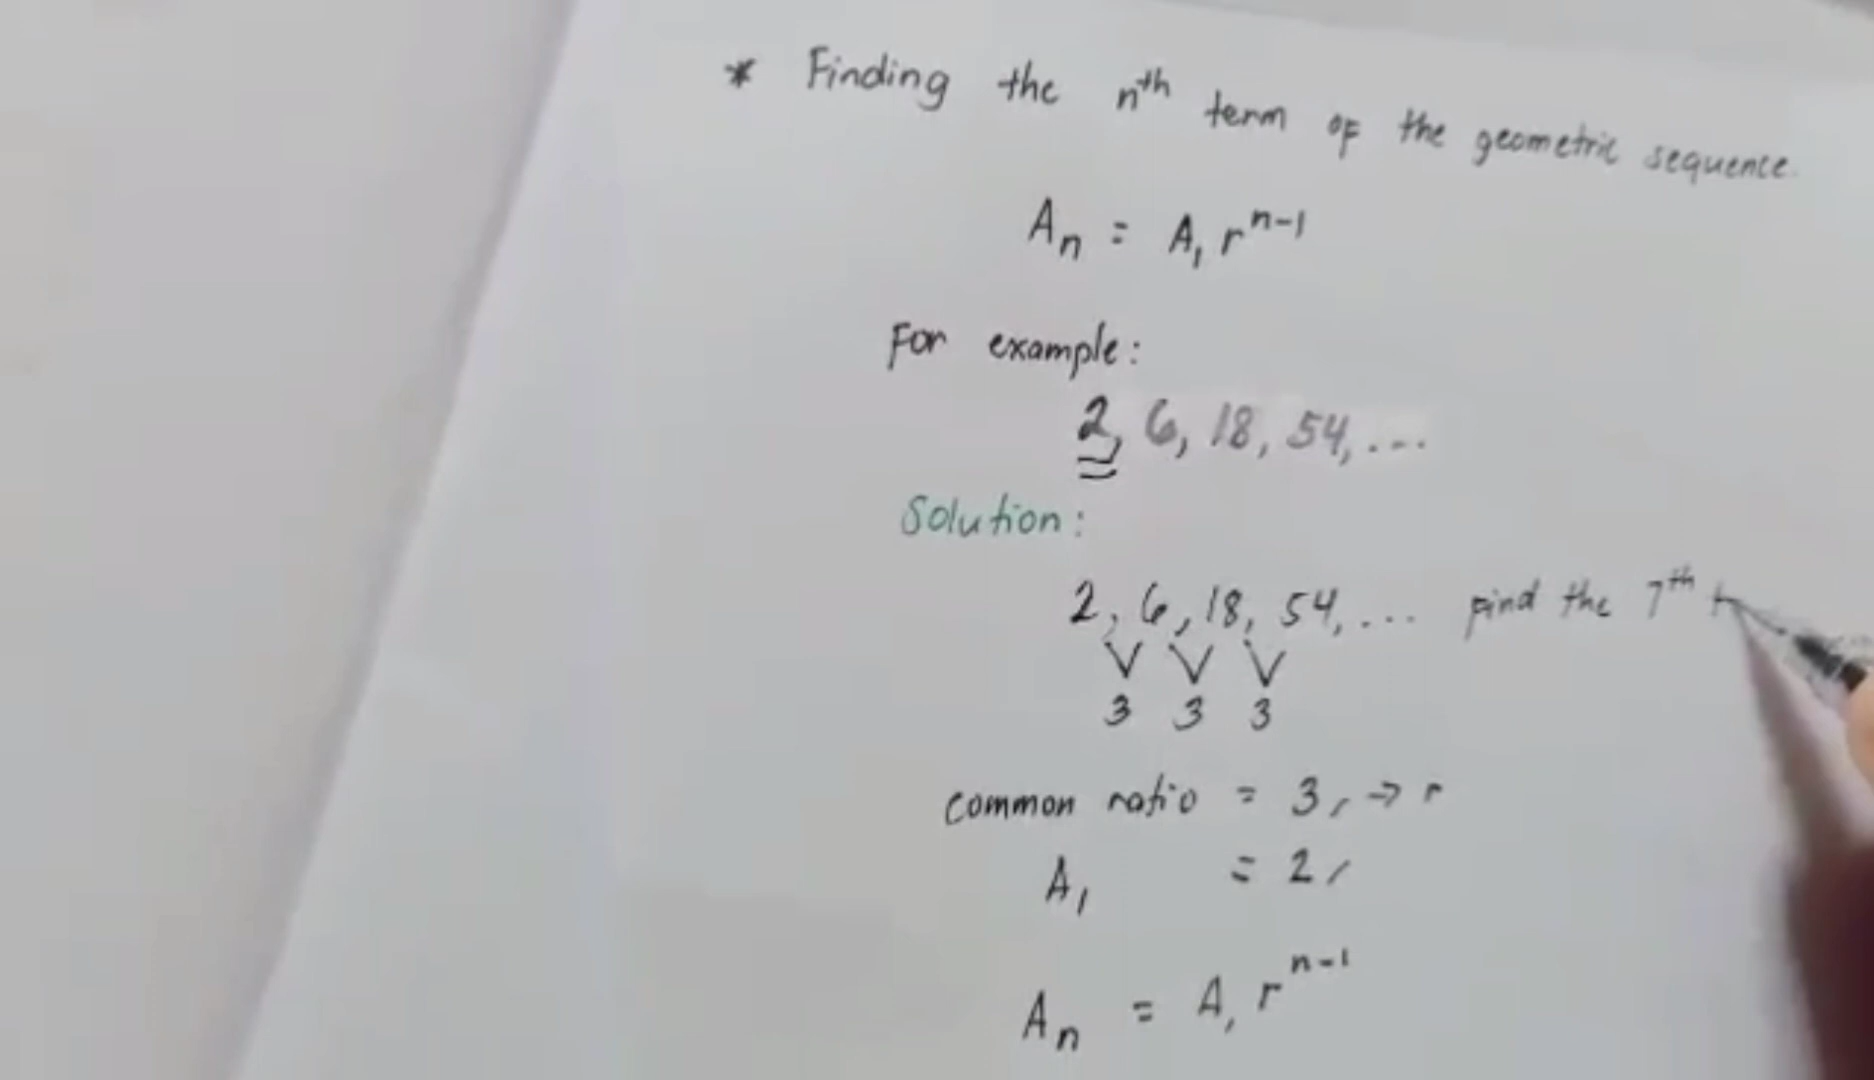 * Finding the nth term of the geometric sequence.
An = A1 r^n-1
For example:
2, 6, 18, 54, ...
Solution:
2, 6, 18, 54, ... find the 7th t
V V V
3 3 3
common ratio = 3, → r
A1 = 2,
An = A1 r^n-1